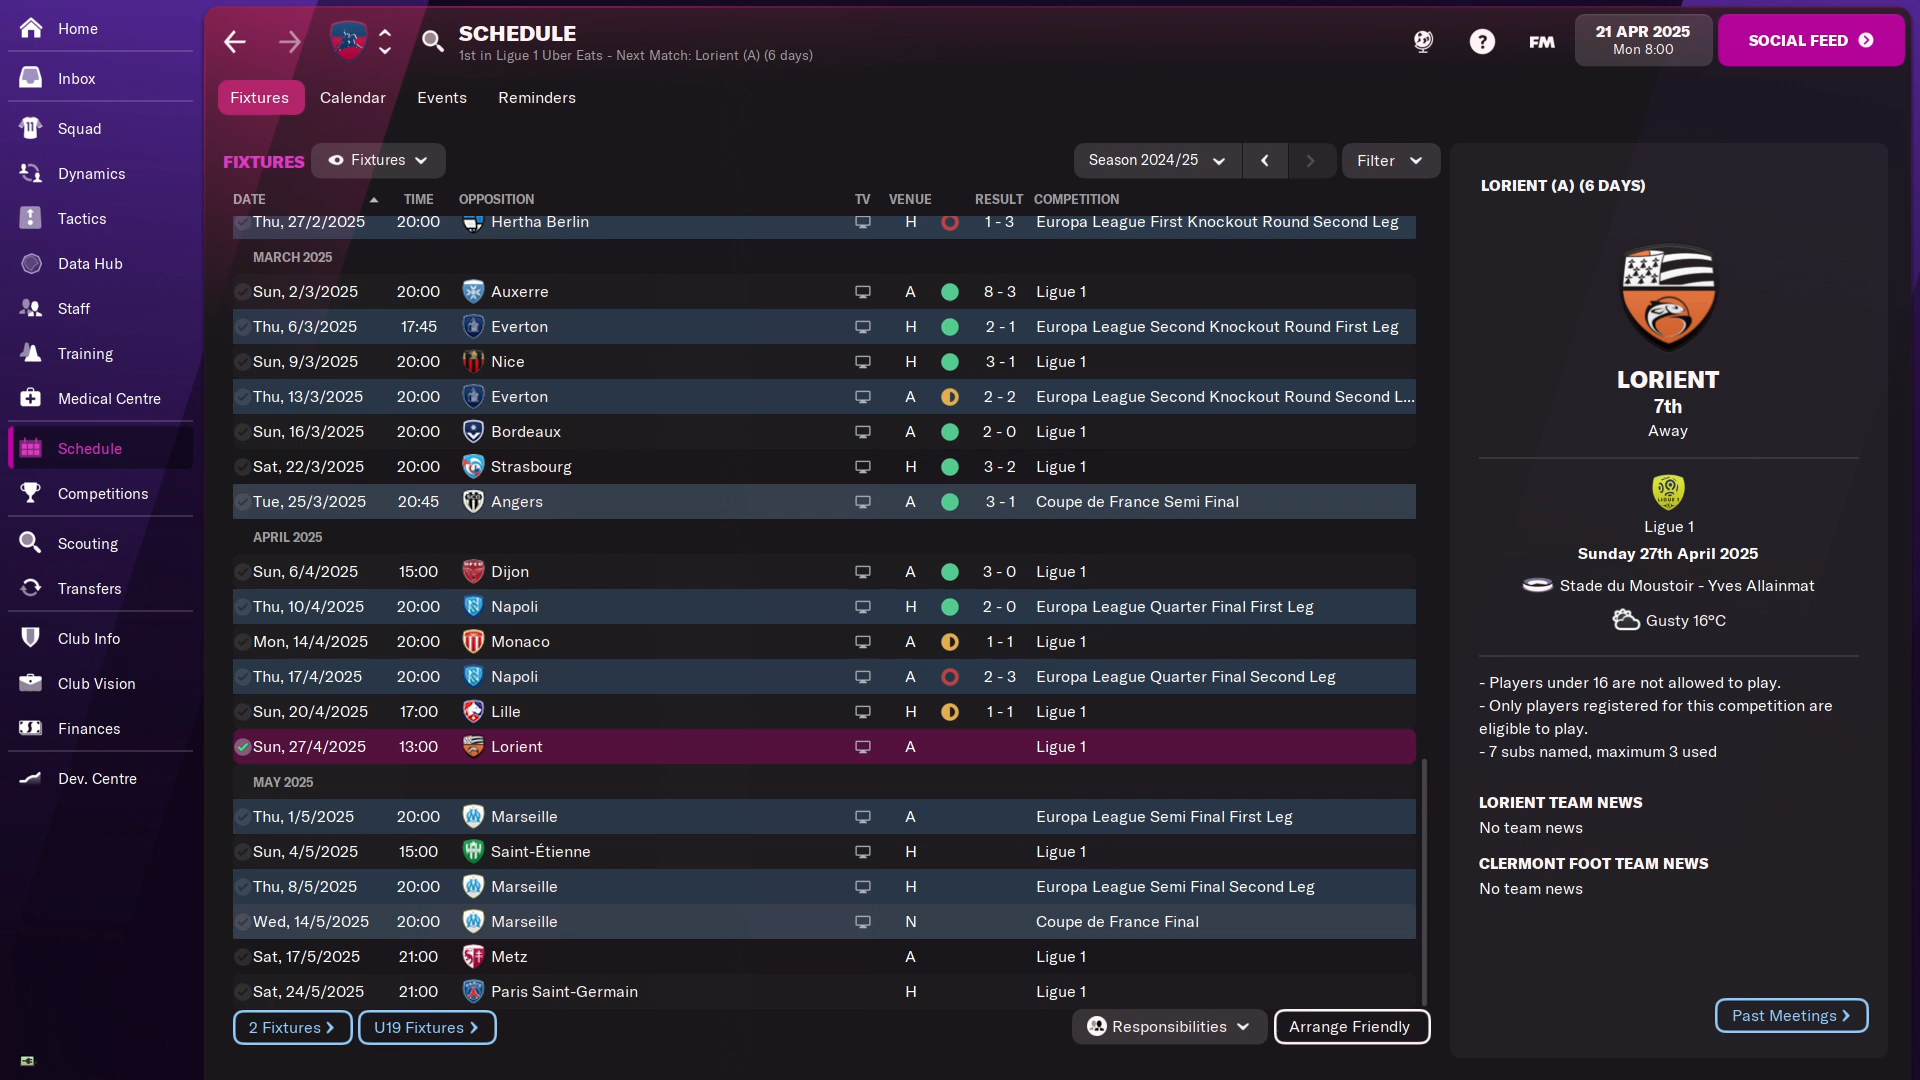 Home
Inbox
Squad
Dynamics
Tactics
Data Hub
Staff
Training
Medical Centre
Schedule
Competitions
Scouting
Transfers
Club Info
Club Vision
Finances
Dev. Centre
SCHEDULE
1st in Ligue 1 Uber Eats - Next Match: Lorient (A) (6 days)
FM
21 APR 2025
Mon 8:00
SOCIAL FEED
Fixtures Calendar Events Reminders
FIXTURES Fixtures Season 2024/25 Filter
DATE TIME OPPOSITION TV VENUE RESULT COMPETITION
Thu, 27/2/2025 20:00 Hertha Berlin H 1 - 3 Europa League First Knockout Round Second Leg
MARCH 2025
Sun, 2/3/2025 20:00 Auxerre A 8 - 3 Ligue 1
Thu, 6/3/2025 17:45 Everton H 2 - 1 Europa League Second Knockout Round First Leg
Sun, 9/3/2025 20:00 Nice H 3 - 1 Ligue 1
Thu, 13/3/2025 20:00 Everton A 2 - 2 Europa League Second Knockout Round Second L...
Sun, 16/3/2025 20:00 Bordeaux A 2 - 0 Ligue 1
Sat, 22/3/2025 20:00 Strasbourg H 3 - 2 Ligue 1
Tue, 25/3/2025 20:45 Angers A 3 - 1 Coupe de France Semi Final
APRIL 2025
Sun, 6/4/2025 15:00 Dijon A 3 - 0 Ligue 1
Thu, 10/4/2025 20:00 Napoli H 2 - 0 Europa League Quarter Final First Leg
Mon, 14/4/2025 20:00 Monaco A 1 - 1 Ligue 1
Thu, 17/4/2025 20:00 Napoli A 2 - 3 Europa League Quarter Final Second Leg
Sun, 20/4/2025 17:00 Lille H 1 - 1 Ligue 1
Sun, 27/4/2025 13:00 Lorient A Ligue 1
MAY 2025
Thu, 1/5/2025 20:00 Marseille A Europa League Semi Final First Leg
Sun, 4/5/2025 15:00 Saint-Étienne H Ligue 1
Thu, 8/5/2025 20:00 Marseille H Europa League Semi Final Second Leg
Wed, 14/5/2025 20:00 Marseille N Coupe de France Final
Sat, 17/5/2025 21:00 Metz A Ligue 1
Sat, 24/5/2025 21:00 Paris Saint-Germain H Ligue 1
2 Fixtures U19 Fixtures Responsibilities Arrange Friendly
LORIENT (A) (6 DAYS)
LORIENT
7th
Away
Ligue 1
Sunday 27th April 2025
Stade du Moustoir - Yves Allainmat
Gusty 16°C
- Players under 16 are not allowed to play.
- Only players registered for this competition are
eligible to play.
- 7 subs named, maximum 3 used
LORIENT TEAM NEWS
No team news
CLERMONT FOOT TEAM NEWS
No team news
Past Meetings